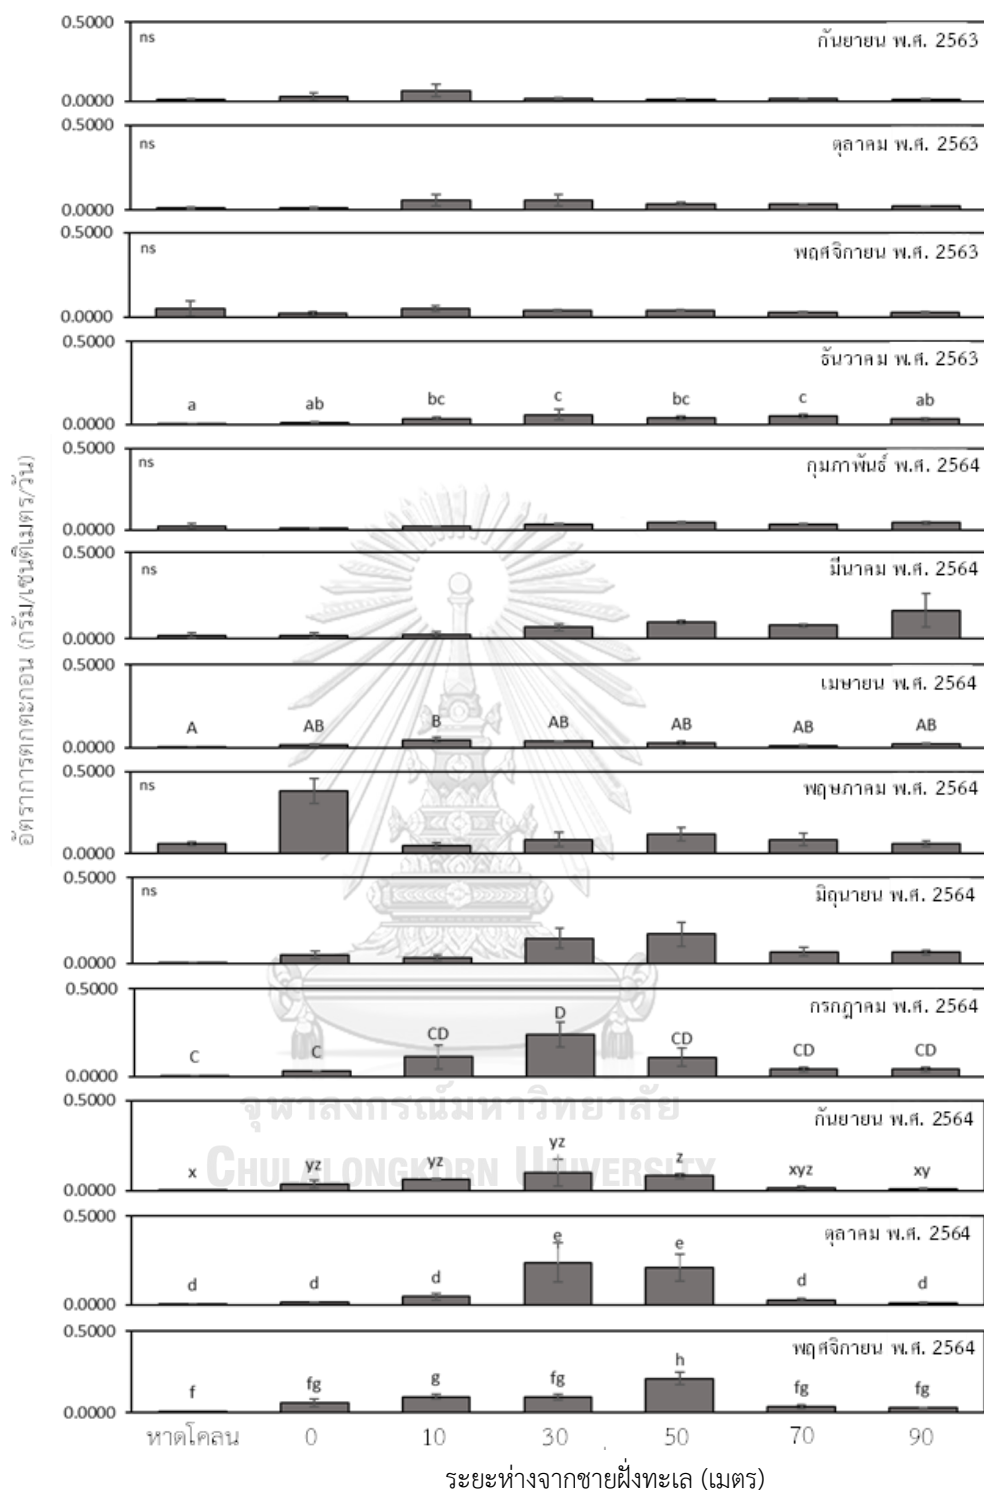 0.5000
ns
กันยายน พ.ศ. 2563
0.0000
0.5000
ns
ตุลาคม พ.ศ. 2563
0.0000
0.5000
ns
พฤศจิกายน พ.ศ. 2563
0.0000
0.5000
ธันวาคม พ.ศ. 2563
a ab bc c bc c ab
0.0000
0.5000
ns
กุมภาพันธ์ พ.ศ. 2564
0.0000
0.5000
ns
มีนาคม พ.ศ. 2564
0.0000
0.5000
เมษายน พ.ศ. 2564
A AB B AB AB AB AB
0.0000
0.5000
ns
พฤษภาคม พ.ศ. 2564
0.0000
0.5000
ns
มิถุนายน พ.ศ. 2564
0.0000
0.5000
กรกฎาคม พ.ศ. 2564
C C CD D CD CD CD
0.0000
0.5000
กันยายน พ.ศ. 2564
x yz yz yz z xyz xy
0.0000
0.5000
ตุลาคม พ.ศ. 2564
d d d e e d d
0.0000
0.5000
พฤศจิกายน พ.ศ. 2564
f fg g fg h fg fg
0.0000
หาดโคลน 0 10 30 50 70 90
ระยะห่างจากชายฝั่งทะเล (เมตร)
อัตราการตกตะกอน (กรัม/เซนติเมตร/วัน)
จุฬาลงกรณ์มหาวิทยาลัย
CHULALONGKORN UNIVERSITY